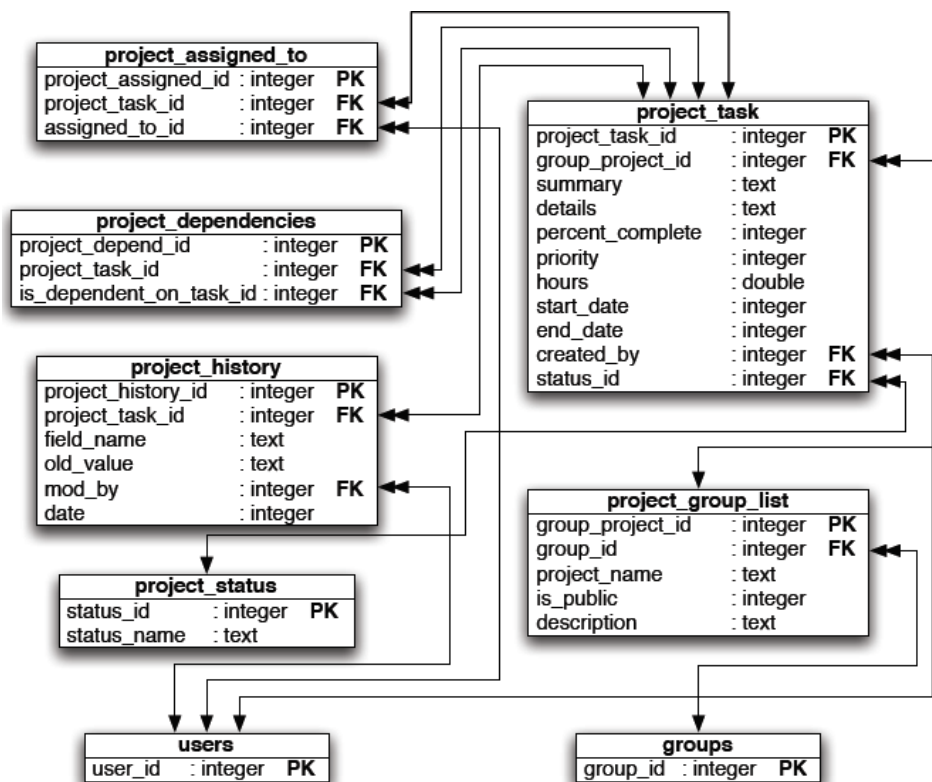 project_assigned_to
project_assigned_id : integer PK
project_task_id : integer FK
assigned_to_id : integer FK
project_task
project_task_id : integer PK
group_project_id : integer FK
summary : text
details : text
percent_complete : integer
priority : integer
hours : double
start_date : integer
end_date : integer
created_by : integer FK
status_id : integer FK
project_dependencies
project_depend_id : integer PK
project_task_id : integer FK
is_dependent_on_task_id : integer FK
project_history
project_history_id : integer PK
project_task_id : integer FK
field_name : text
old_value : text
mod_by : integer FK
date : integer
project_group_list
group_project_id : integer PK
group_id : integer FK
project_name : text
is_public : integer
description : text
project_status
status_id : integer PK
status_name : text
users
user_id : integer PK
groups
group_id : integer PK